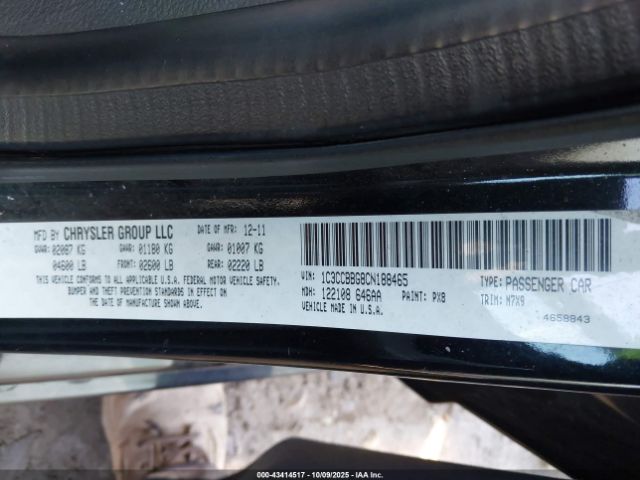 MFD BY CHRYSLER GROUP LLC DATE OF MFR: 12-11
GVWR: 02087 KG GAWR: 01180 KG GAWR: 01007 KG
04600 LB FRONT: 02600 LB REAR: 02220 LB
THIS VEHICLE CONFORMS TO ALL APPLICABLE U.S.A. FEDERAL MOTOR VEHICLE SAFETY,
BUMPER AND THEFT PREVENTION STANDARDS IN EFFECT ON
THE DATE OF MANUFACTURE SHOWN ABOVE.
VIN: 1C3CCBBG8CN188465 TYPE: PASSENGER CAR
MDH: 122108 646AA PAINT: PX8 TRIM: M7X9
VEHICLE MADE IN U.S.A.
4658843
000-43414517 10/09/2025 - IAAI.COM